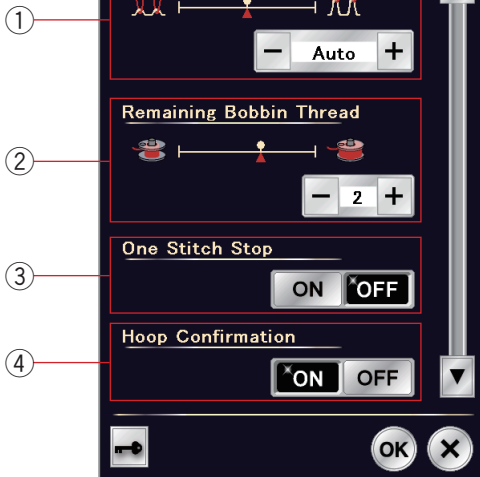 ①
− Auto +
Remaining Bobbin Thread
②
− 2 +
One Stitch Stop
③
ON OFF
Hoop Confirmation
④
ON OFF
OK